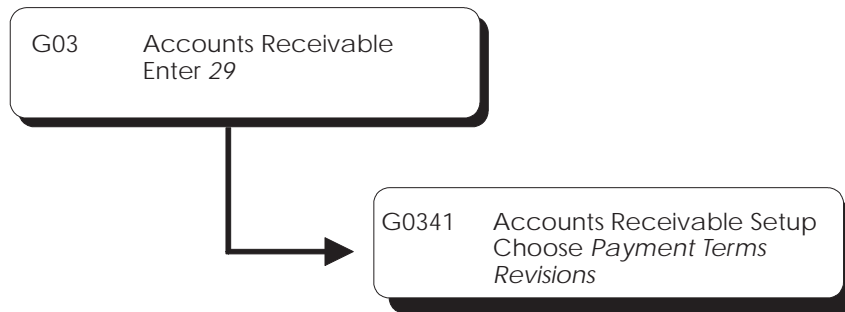 G03 Accounts Receivable
Enter 29
G0341 Accounts Receivable Setup
Choose Payment Terms
Revisions